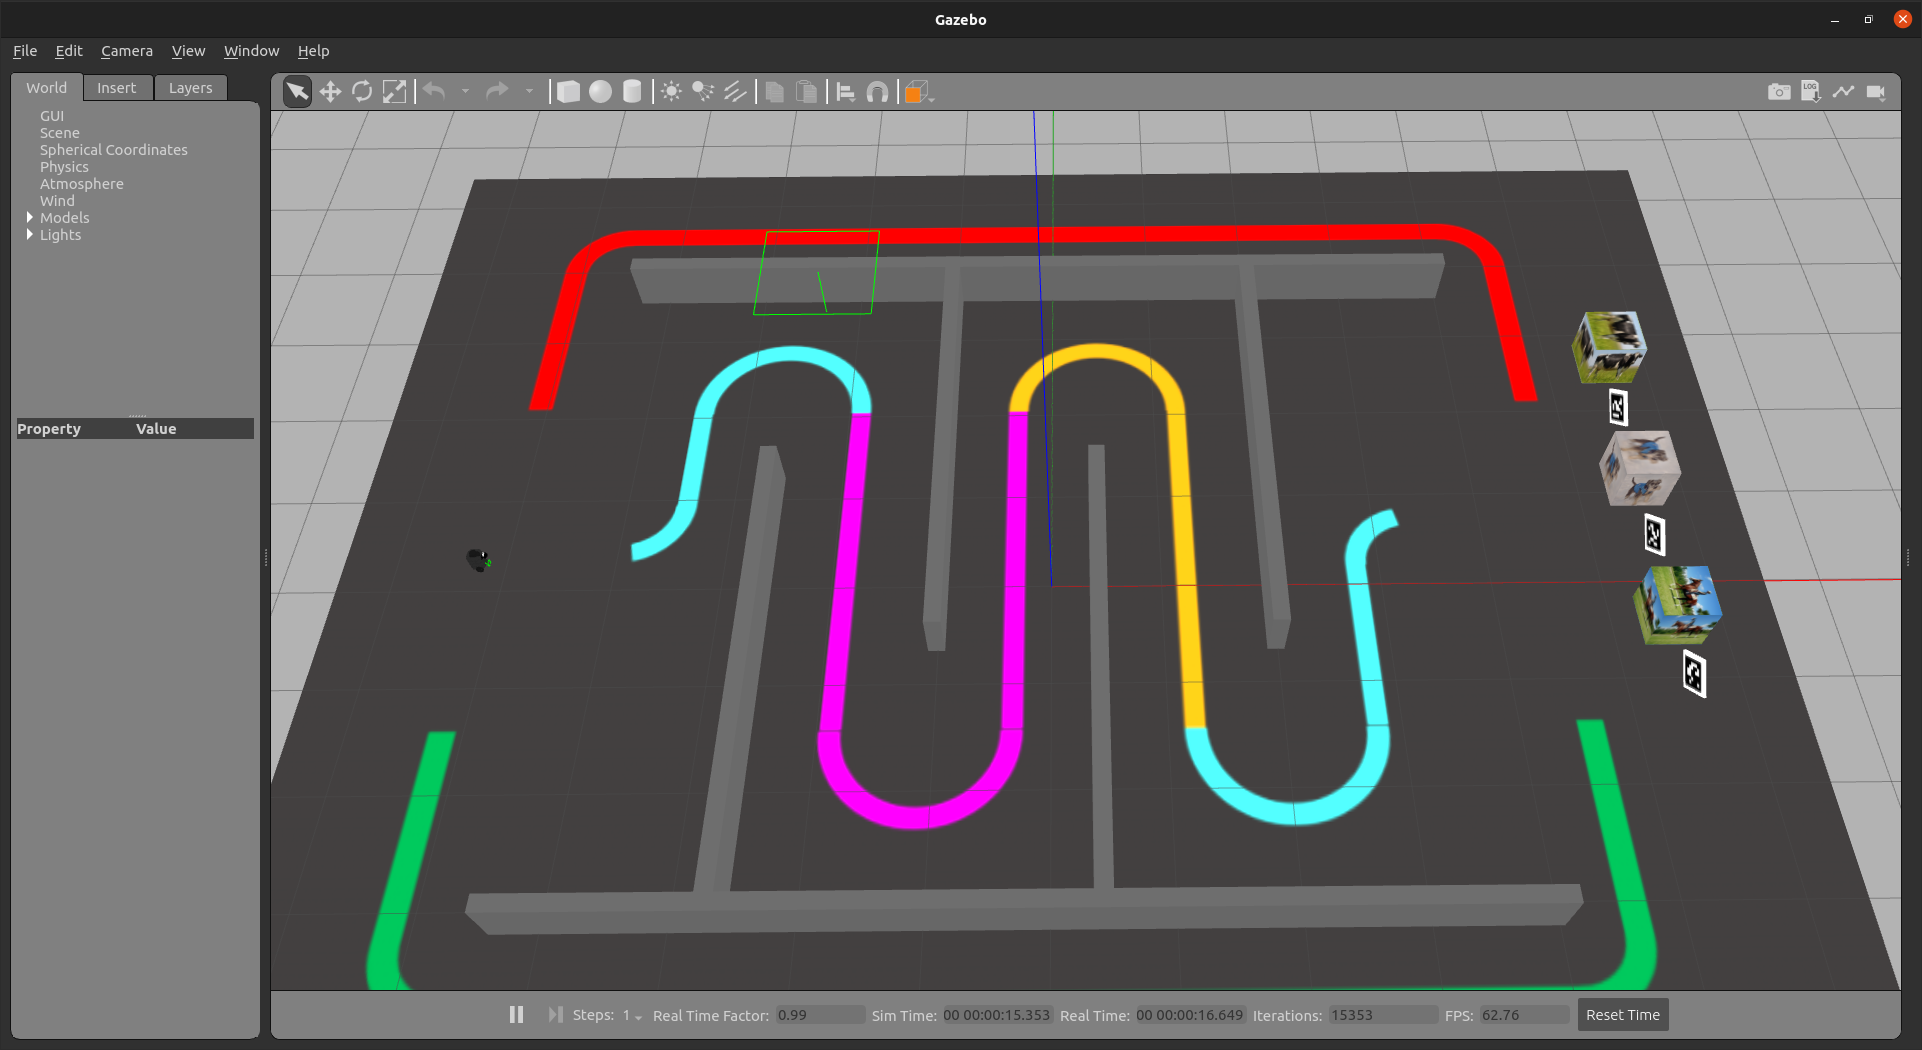 Gazebo
File Edit Camera View Window Help
World Insert Layers
LOG
GUI
Scene
Spherical Coordinates
Physics
Atmosphere
Wind
Models
Lights
Property Value
Steps: 1 Real Time Factor: 0.99 Sim Time: 00 00:00:15.353 Real Time: 00 00:00:16.649 Iterations: 15353 FPS: 62.76 Reset Time